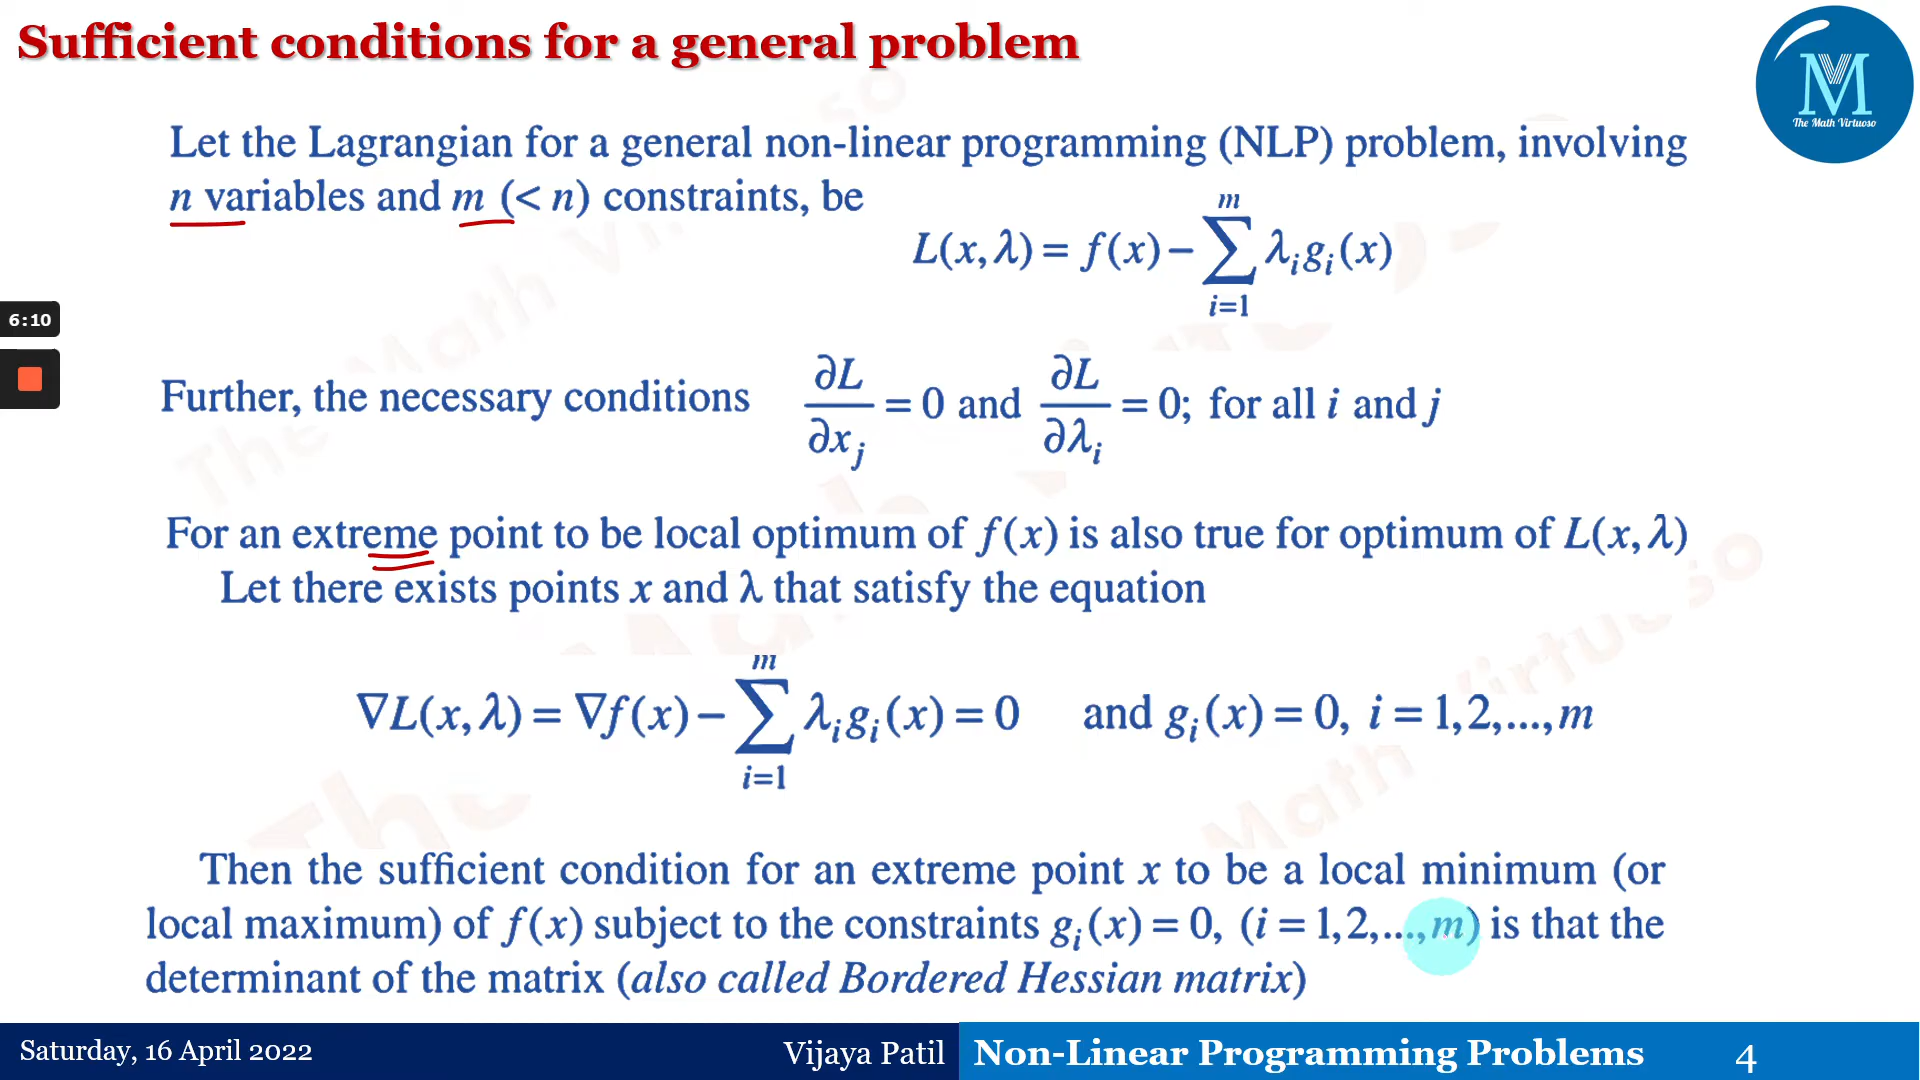 Sufficient conditions for a general problem
M
The Math Virtuoso
Let the Lagrangian for a general non-linear programming (NLP) problem, involving
n variables and m (< n) constraints, be
L(x, λ) = f(x) − ∑_{i=1}^{m} λ_i g_i(x)
6:10
Further, the necessary conditions ∂L/∂x_j = 0 and ∂L/∂λ_i = 0; for all i and j
For an extreme point to be local optimum of f(x) is also true for optimum of L(x, λ)
Let there exists points x and λ that satisfy the equation
∇L(x, λ) = ∇f(x) − ∑_{i=1}^{m} λ_i g_i(x) = 0 and g_i(x) = 0, i = 1,2,...,m
Then the sufficient condition for an extreme point x to be a local minimum (or
local maximum) of f(x) subject to the constraints g_i(x) = 0, (i = 1,2,...,m) is that the
determinant of the matrix (also called Bordered Hessian matrix)
Saturday, 16 April 2022
Vijaya Patil
Non-Linear Programming Problems
4